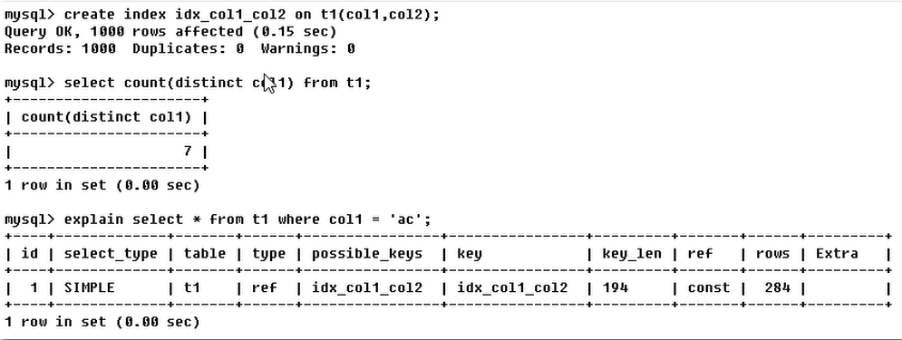 mysql> create index idx_col1_col2 on t1(col1,col2);
Query OK, 1000 rows affected (0.15 sec)
Records: 1000  Duplicates: 0  Warnings: 0
mysql> select count(distinct col1) from t1;
+----------------------+
| count(distinct col1) |
+----------------------+
|                    7 |
+----------------------+
1 row in set (0.00 sec)
mysql> explain select * from t1 where col1 = 'ac';
+----+-------------+-------+------+---------------+---------------+---------+-------+------+-------+
| id | select_type | table | type | possible_keys | key           | key_len | ref   | rows | Extra |
+----+-------------+-------+------+---------------+---------------+---------+-------+------+-------+
|  1 | SIMPLE      | t1    | ref  | idx_col1_col2 | idx_col1_col2 | 194     | const |  284 |       |
+----+-------------+-------+------+---------------+---------------+---------+-------+------+-------+
1 row in set (0.00 sec)